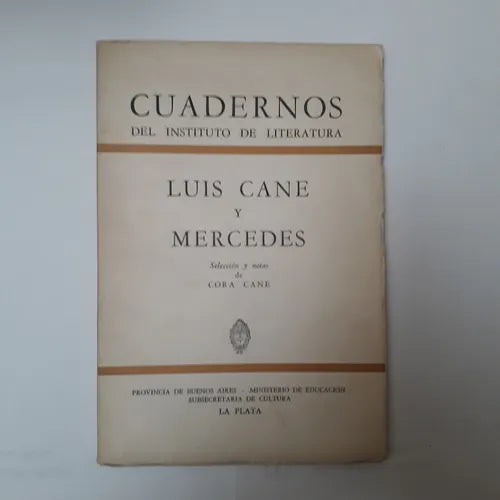 CUADERNOS
DEL INSTITUTO DE LITERATURA
LUIS CANE
Y
MERCEDES
Selección y notas
de
CORA CANE
PROVINCIA DE BUENOS AIRES - MINISTERIO DE EDUCACION
SUBSECRETARIA DE CULTURA
LA PLATA